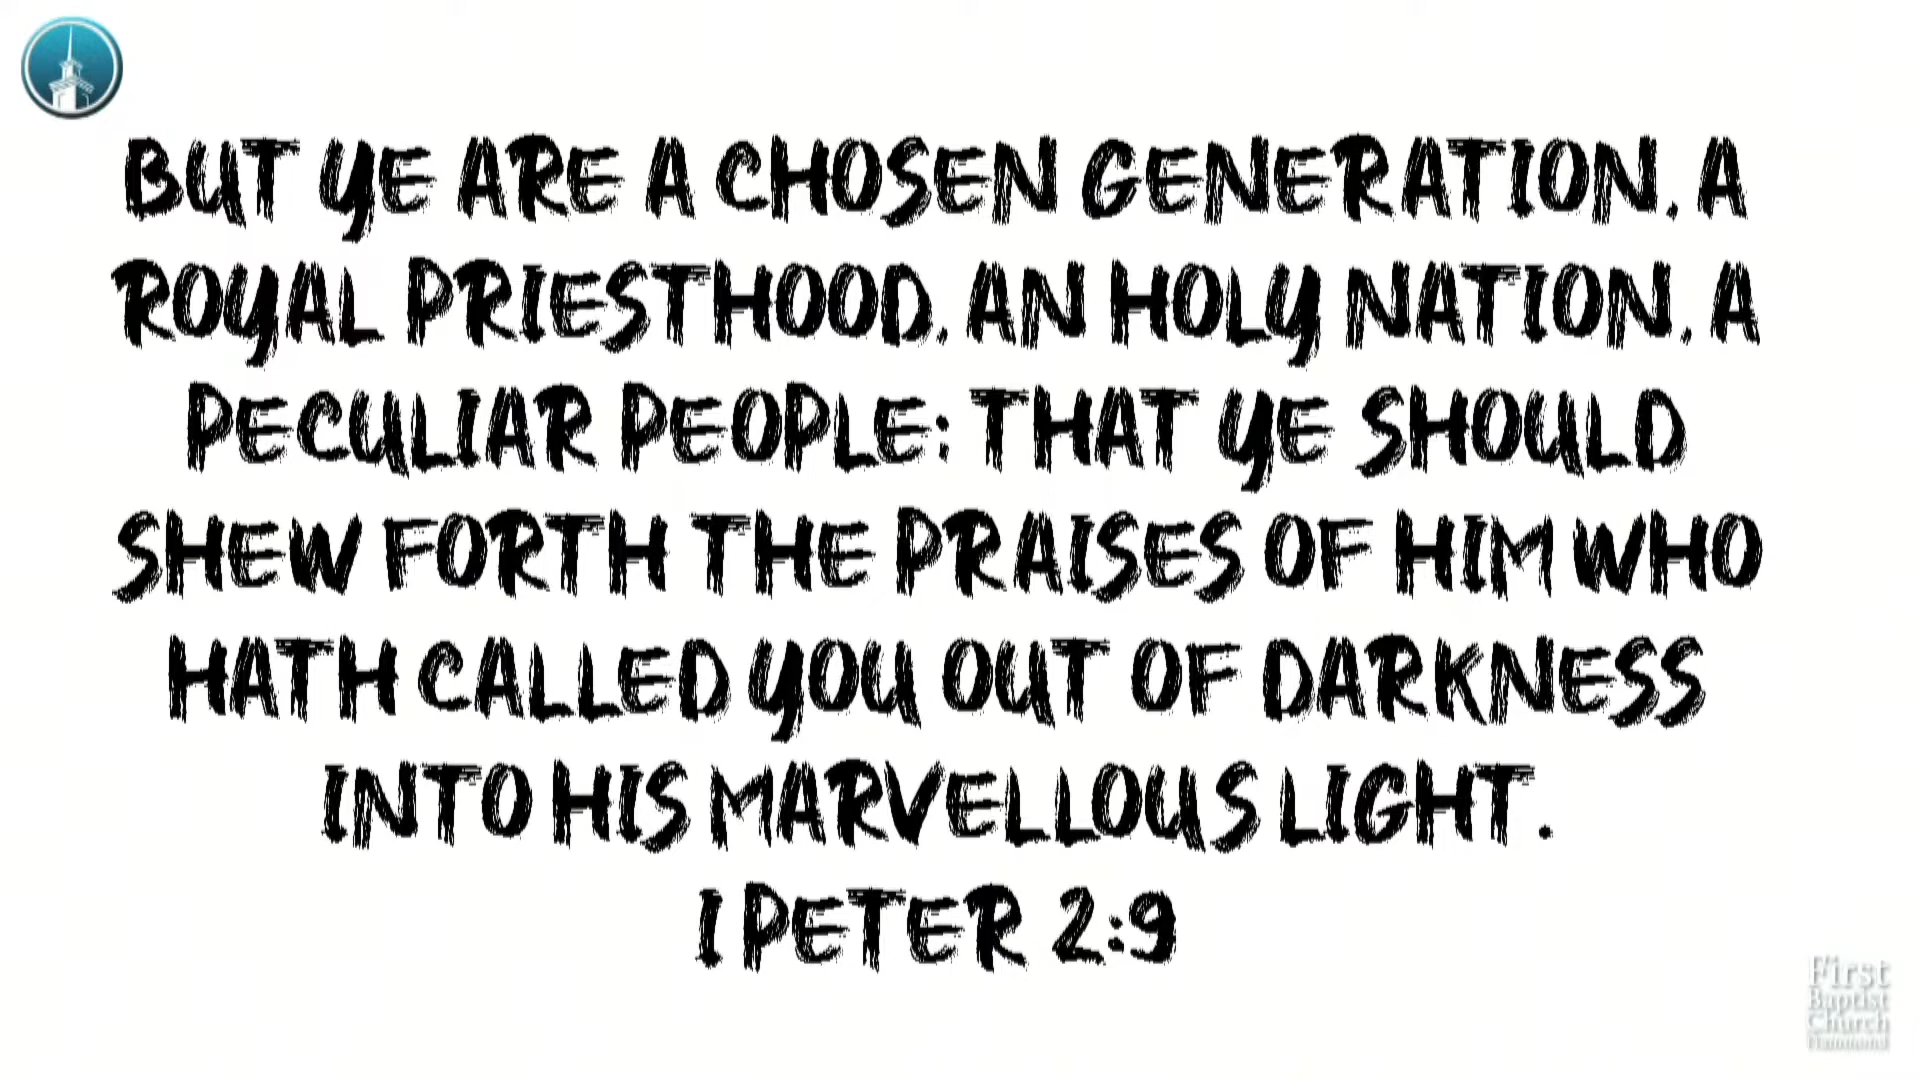 BUT YE ARE A CHOSEN GENERATION, A
ROYAL PRIESTHOOD, AN HOLY NATION, A
PECULIAR PEOPLE: THAT YE SHOULD
SHEW FORTH THE PRAISES OF HIM WHO
HATH CALLED YOU OUT OF DARKNESS
INTO HIS MARVELLOUS LIGHT.
I PETER 2:9
First
Baptist
Church
Hammond